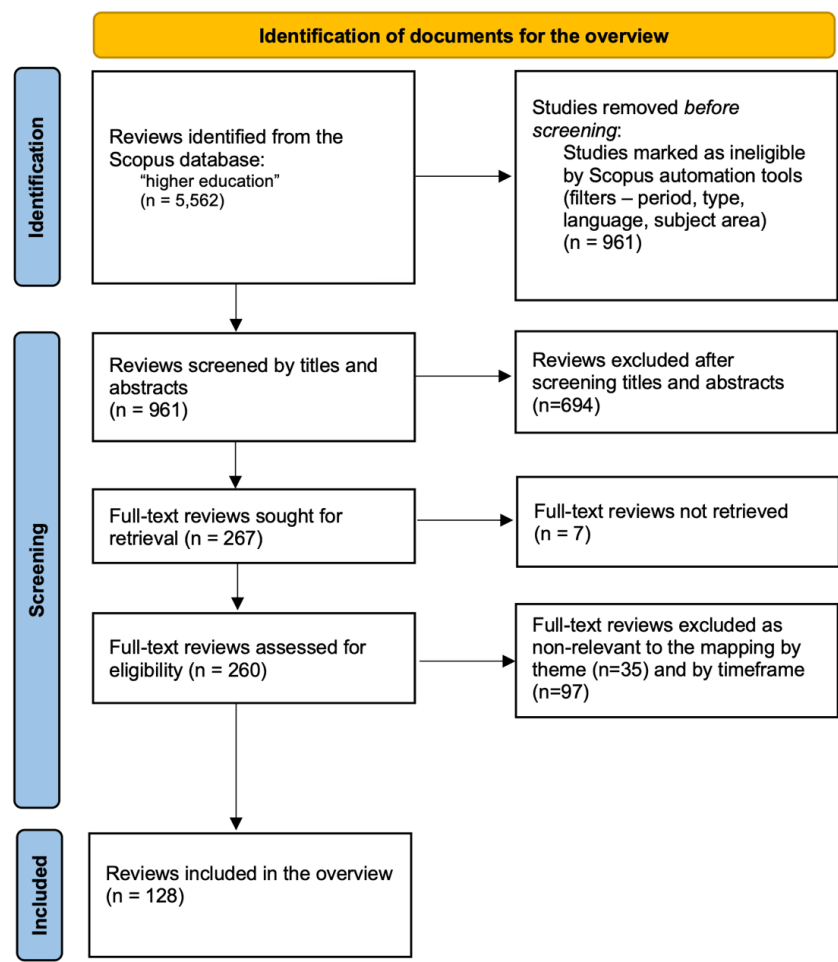 Identification of documents for the overview
Identification
Reviews identified from the
Scopus database:
“higher education”
(n = 5,562)
Studies removed before
screening:
Studies marked as ineligible
by Scopus automation tools
(filters – period, type,
language, subject area)
(n = 961)
Screening
Reviews screened by titles and
abstracts
(n = 961)
Reviews excluded after
screening titles and abstracts
(n=694)
Full-text reviews sought for
retrieval (n = 267)
Full-text reviews not retrieved
(n = 7)
Full-text reviews assessed for
eligibility (n = 260)
Full-text reviews excluded as
non-relevant to the mapping by
theme (n=35) and by timeframe
(n=97)
Included
Reviews included in the overview
(n = 128)